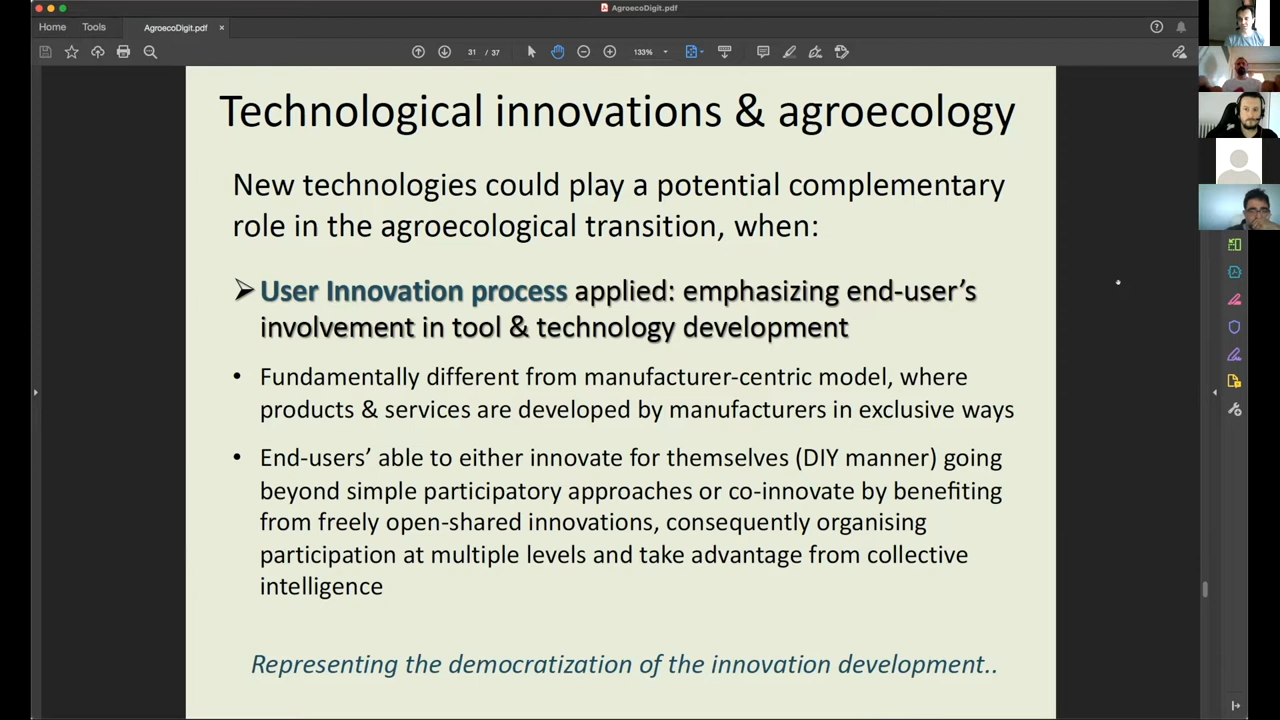 AgroecoDigit.pdf
Home Tools AgroecoDigit.pdf ×
31 / 37 133%
Technological innovations & agroecology
New technologies could play a potential complementary
role in the agroecological transition, when:
➢ User Innovation process applied: emphasizing end-user’s
involvement in tool & technology development
• Fundamentally different from manufacturer-centric model, where
products & services are developed by manufacturers in exclusive ways
• End-users’ able to either innovate for themselves (DIY manner) going
beyond simple participatory approaches or co-innovate by benefiting
from freely open-shared innovations, consequently organising
participation at multiple levels and take advantage from collective
intelligence
Representing the democratization of the innovation development..